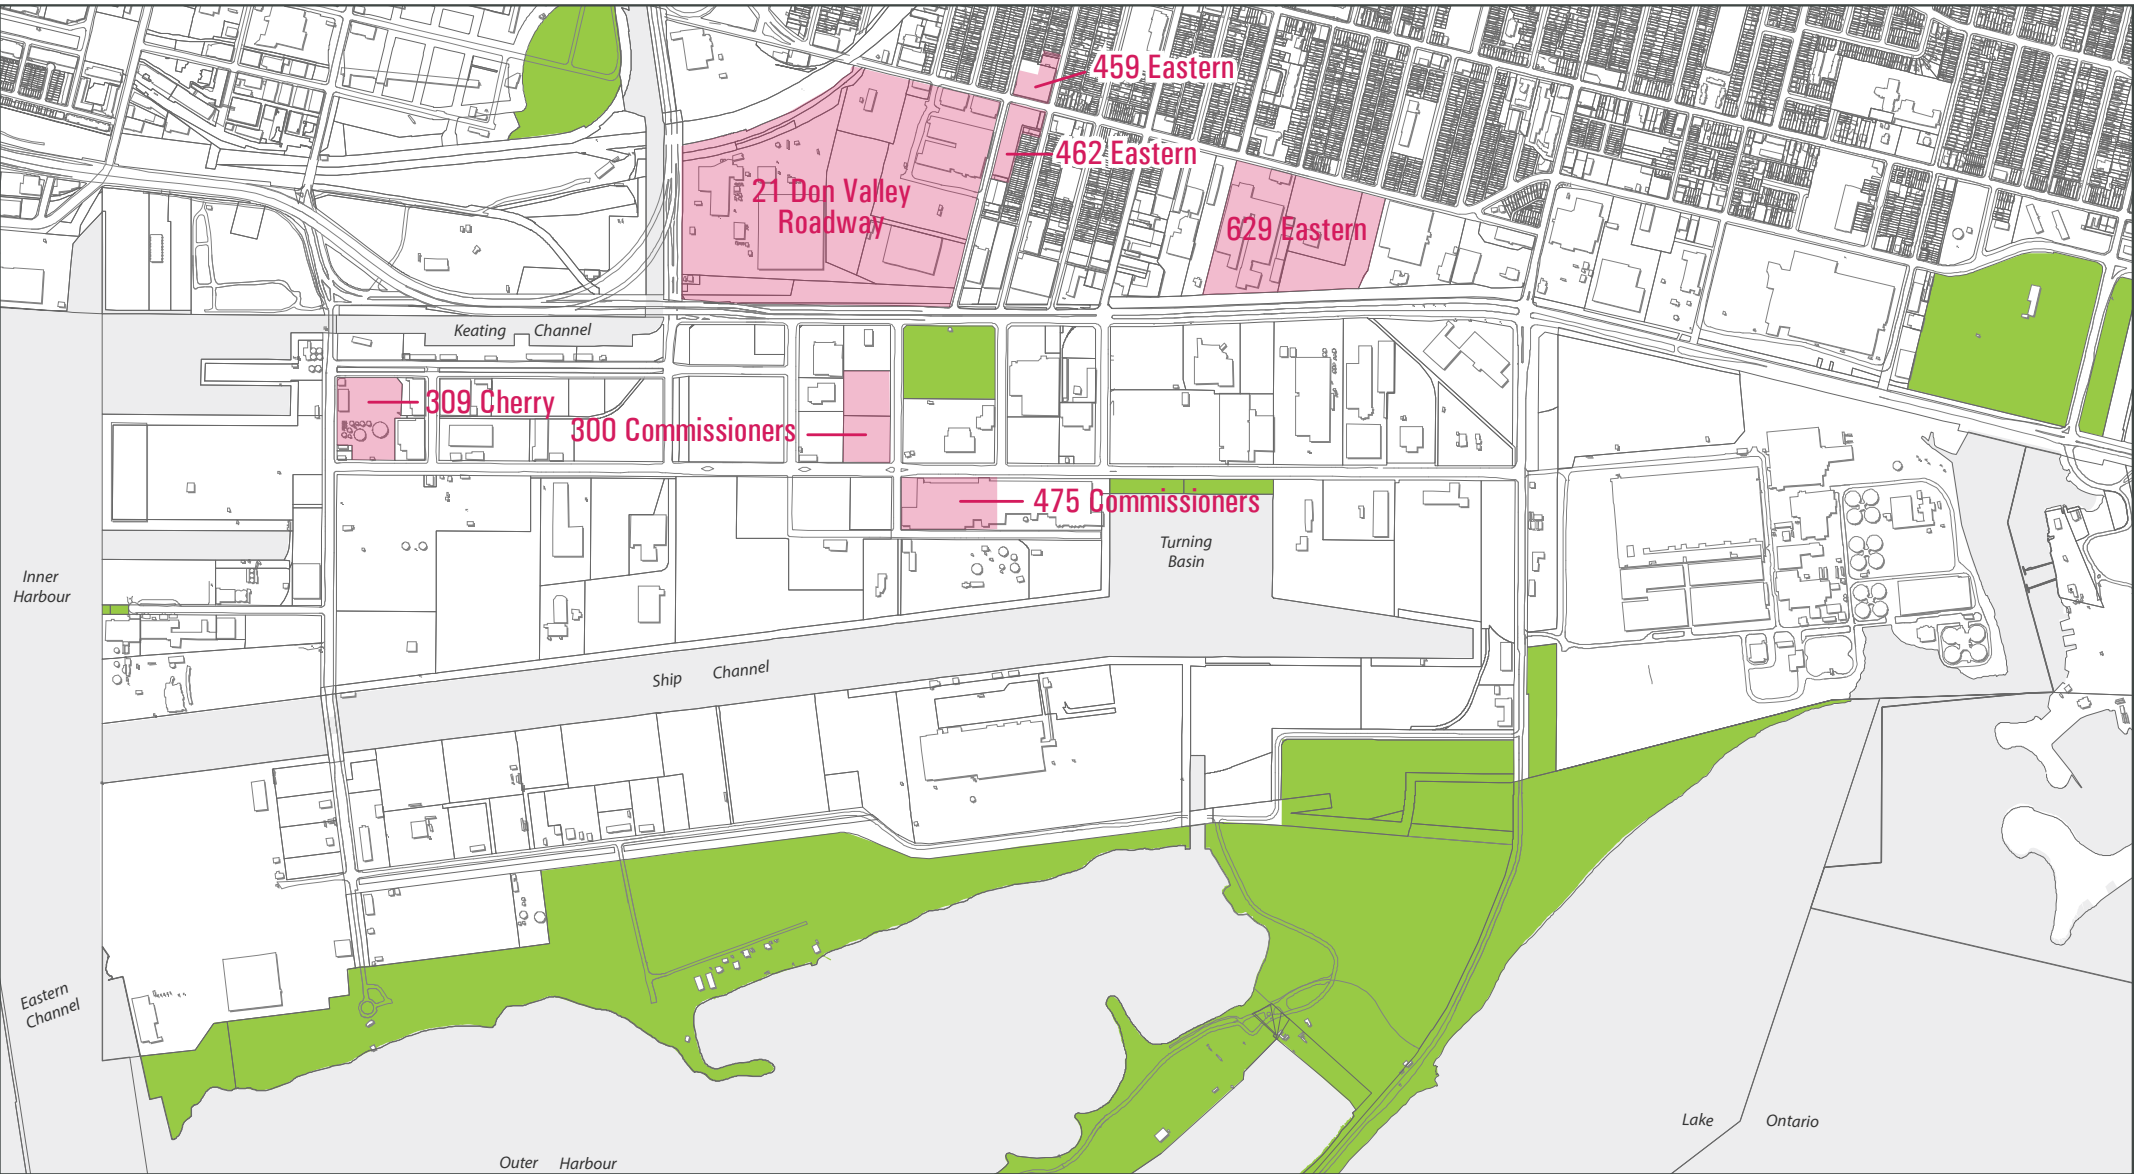 459 Eastern
462 Eastern
21 Don Valley
Roadway
629 Eastern
Keating Channel
309 Cherry
300 Commissioners
475 Commissioners
Turning
Basin
Inner
Harbour
Ship Channel
Eastern
Channel
Lake Ontario
Outer Harbour